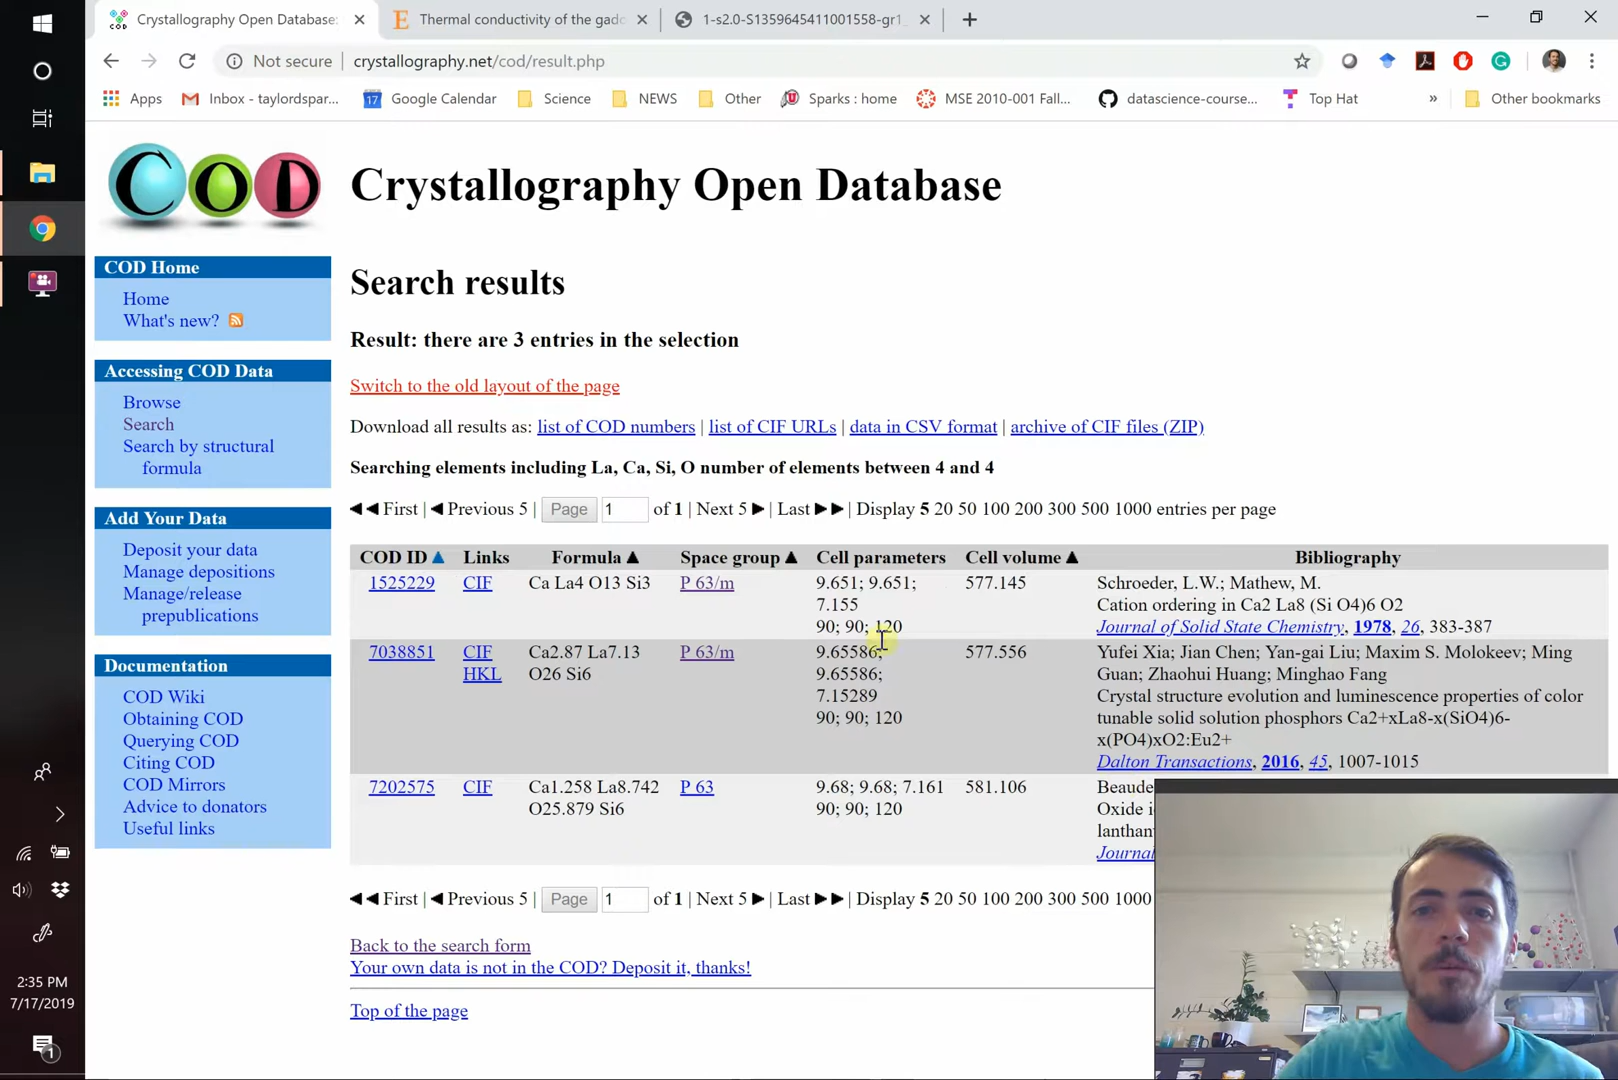 Crystallography Open Database:
Thermal conductivity of the gado
1-s2.0-S1359645411001558-gr1_
Not secure
crystallography.net/cod/result.php
Apps
Inbox - taylordspar...
17
Google Calendar
Science
NEWS
Other
Sparks : home
MSE 2010-001 Fall...
datascience-course...
Top Hat
»
Other bookmarks
COD
Crystallography Open Database
COD Home
Home
What's new?
Accessing COD Data
Browse
Search
Search by structural
formula
Add Your Data
Deposit your data
Manage depositions
Manage/release
prepublications
Documentation
COD Wiki
Obtaining COD
Querying COD
Citing COD
COD Mirrors
Advice to donators
Useful links
Search results
Result: there are 3 entries in the selection
Switch to the old layout of the page
Download all results as: list of COD numbers | list of CIF URLs | data in CSV format | archive of CIF files (ZIP)
Searching elements including La, Ca, Si, O number of elements between 4 and 4
◀◀ First | ◀ Previous 5 | Page 1 of 1 | Next 5 ▶ | Last ▶▶ | Display 5 20 50 100 200 300 500 1000 entries per page
COD ID ▲ Links Formula ▲ Space group ▲ Cell parameters Cell volume ▲ Bibliography
1525229 CIF Ca La4 O13 Si3 P 63/m 9.651; 9.651; 577.145 Schroeder, L.W.; Mathew, M.
7.155 Cation ordering in Ca2 La8 (Si O4)6 O2
90; 90; 120 Journal of Solid State Chemistry, 1978, 26, 383-387
7038851 CIF Ca2.87 La7.13 P 63/m 9.65586; 577.556 Yufei Xia; Jian Chen; Yan-gai Liu; Maxim S. Molokeev; Ming
HKL O26 Si6 9.65586; Guan; Zhaohui Huang; Minghao Fang
7.15289 Crystal structure evolution and luminescence properties of color
90; 90; 120 tunable solid solution phosphors Ca2+xLa8-x(SiO4)6-
x(PO4)xO2:Eu2+
Dalton Transactions, 2016, 45, 1007-1015
7202575 CIF Ca1.258 La8.742 P 63 9.68; 9.68; 7.161 581.106 Beaude
O25.879 Si6 90; 90; 120 Oxide i
lanthan
Journal
◀◀ First | ◀ Previous 5 | Page 1 of 1 | Next 5 ▶ | Last ▶▶ | Display 5 20 50 100 200 300 500 1000
Back to the search form
Your own data is not in the COD? Deposit it, thanks!
Top of the page
2:35 PM
7/17/2019
1